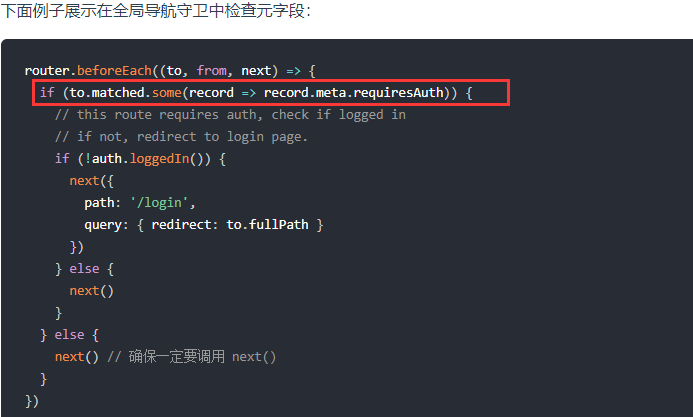 下面例子展示在全局导航守卫中检查元字段：
router.beforeEach((to, from, next) => {
  if (to.matched.some(record => record.meta.requiresAuth)) {
    // this route requires auth, check if logged in
    // if not, redirect to login page.
    if (!auth.loggedIn()) {
      next({
        path: '/login',
        query: { redirect: to.fullPath }
      })
    } else {
      next()
    }
  } else {
    next() // 确保一定要调用 next()
  }
})